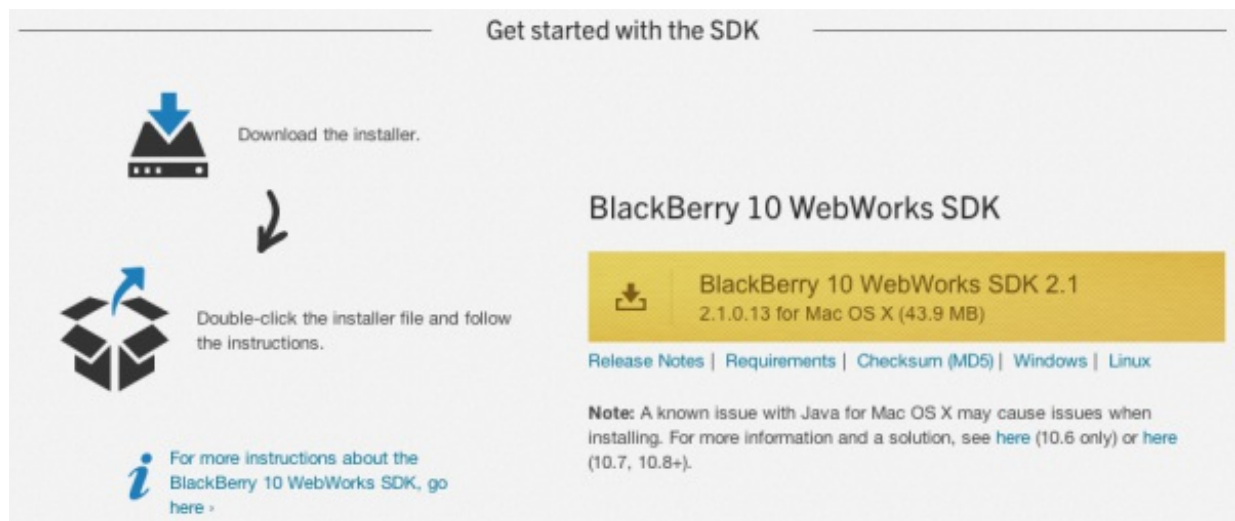 Get started with the SDK
Download the installer.
Double-click the installer file and follow
the instructions.
For more instructions about the
BlackBerry 10 WebWorks SDK, go
here ›
BlackBerry 10 WebWorks SDK
BlackBerry 10 WebWorks SDK 2.1
2.1.0.13 for Mac OS X (43.9 MB)
Release Notes | Requirements | Checksum (MD5) | Windows | Linux
Note: A known issue with Java for Mac OS X may cause issues when
installing. For more information and a solution, see here (10.6 only) or here
(10.7, 10.8+).